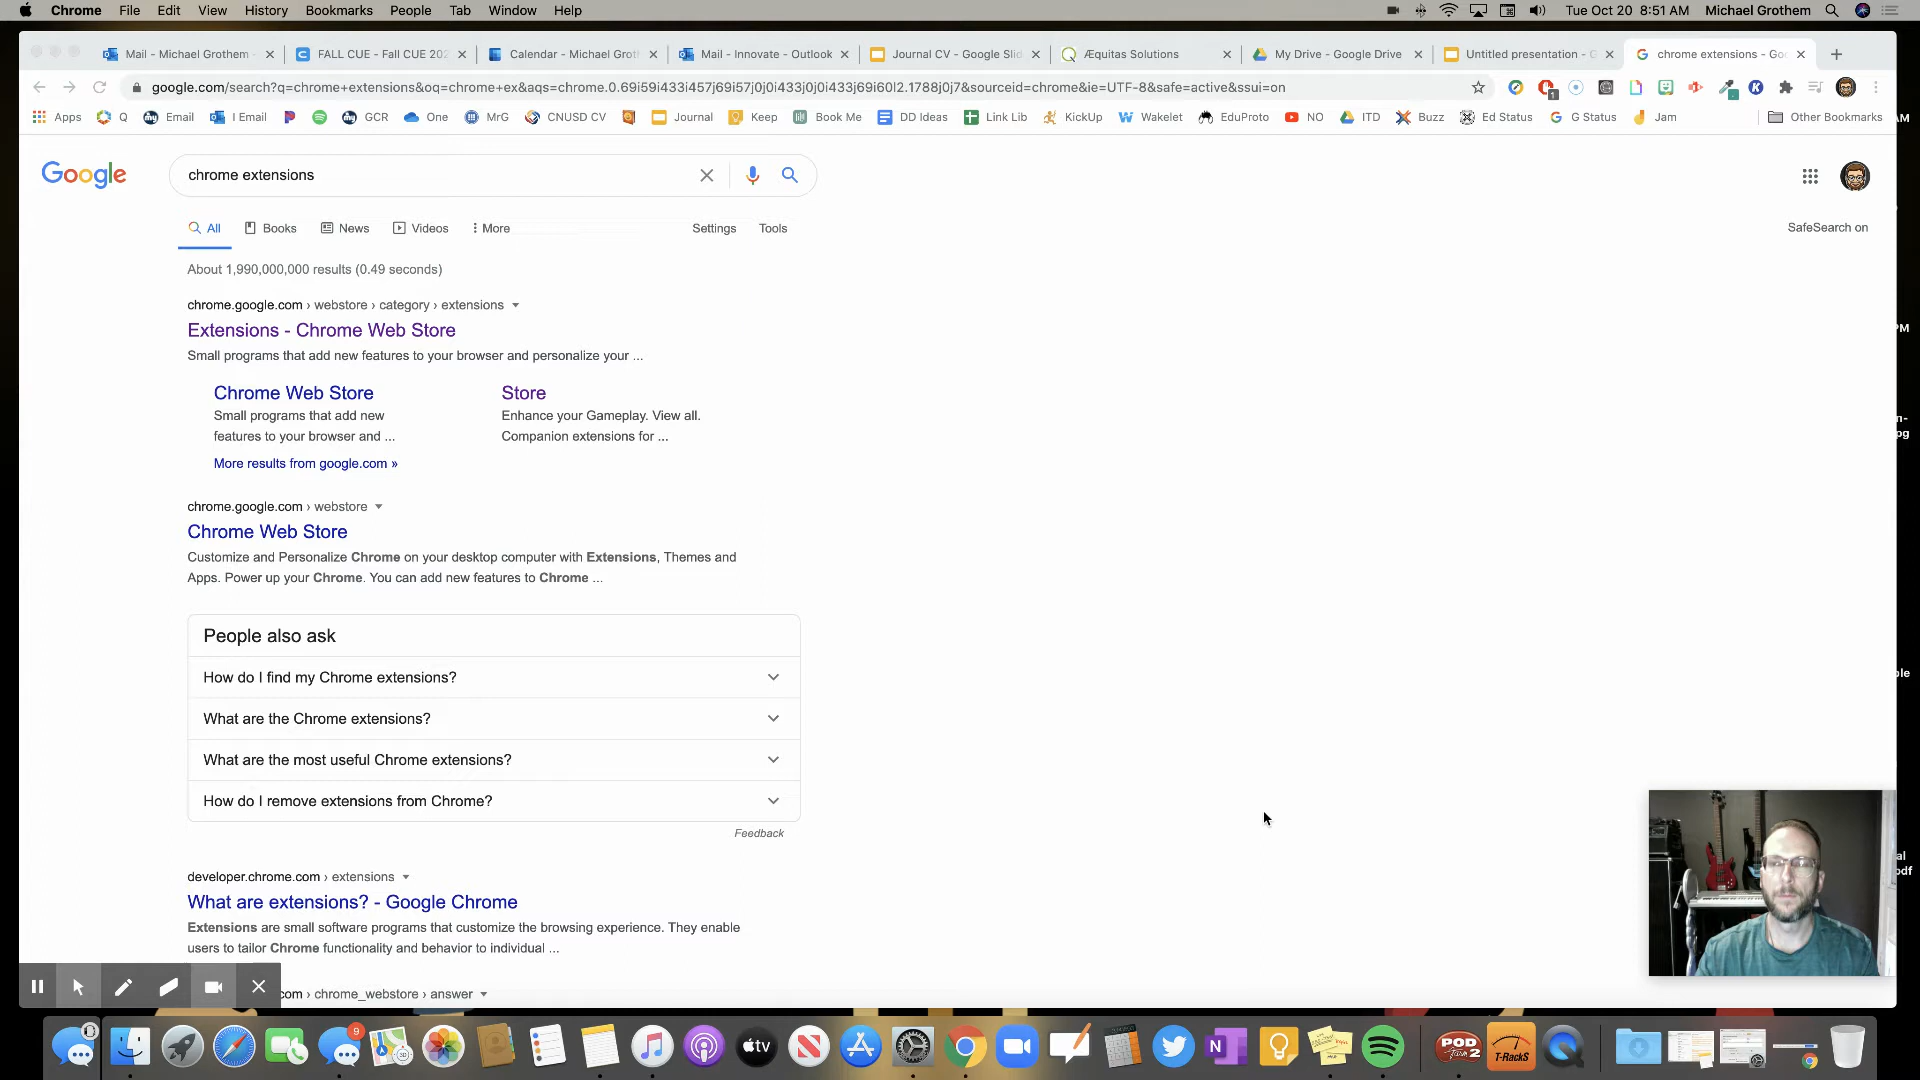 Chrome File Edit View History Bookmarks People Tab Window Help Tue Oct 20 8:51 AM Michael Grothem
Mail - Michael Grothem - FALL CUE - Fall CUE 202 Calendar - Michael Grot Mail - Innovate - Outlook Journal CV - Google Slid Æquitas Solutions My Drive - Google Drive Untitled presentation - G chrome extensions - Goo
google.com/search?q=chrome+extensions&oq=chrome+ex&aqs=chrome.0.69i59i433i457j69i57j0j0i433j0j0i433j69i60l2.1788j0j7&sourceid=chrome&ie=UTF-8&safe=active&ssui=on
Apps Q Email I Email GCR One MrG CNUSD CV Journal Keep Book Me DD Ideas Link Lib KickUp Wakelet EduProto NO ITD Buzz Ed Status G Status Jam Other Bookmarks
AM
Google chrome extensions
All Books News Videos More Settings Tools SafeSearch on
About 1,990,000,000 results (0.49 seconds)
chrome.google.com › webstore › category › extensions
Extensions - Chrome Web Store
Small programs that add new features to your browser and personalize your ...
Chrome Web Store
Small programs that add new
features to your browser and ...
Store
Enhance your Gameplay. View all.
Companion extensions for ...
More results from google.com »
chrome.google.com › webstore
Chrome Web Store
Customize and Personalize Chrome on your desktop computer with Extensions, Themes and
Apps. Power up your Chrome. You can add new features to Chrome ...
People also ask
How do I find my Chrome extensions?
What are the Chrome extensions?
What are the most useful Chrome extensions?
How do I remove extensions from Chrome?
Feedback
developer.chrome.com › extensions
What are extensions? - Google Chrome
Extensions are small software programs that customize the browsing experience. They enable
users to tailor Chrome functionality and behavior to individual ...
com › chrome_webstore › answer
9
tv
N
POD
Farm 2
T-RackS